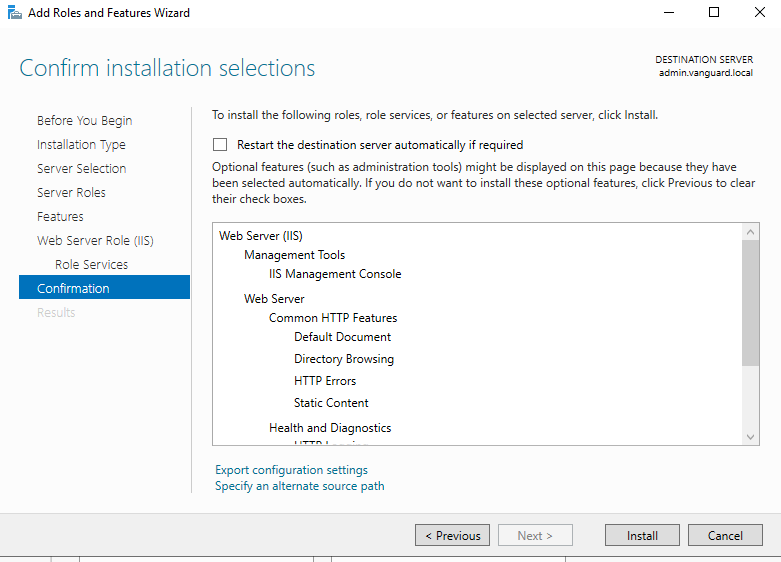 Add Roles and Features Wizard
Confirm installation selections
DESTINATION SERVER
admin.vanguard.local
Before You Begin
Installation Type
Server Selection
Server Roles
Features
Web Server Role (IIS)
Role Services
Confirmation
Results
To install the following roles, role services, or features on selected server, click Install.
Restart the destination server automatically if required
Optional features (such as administration tools) might be displayed on this page because they have
been selected automatically. If you do not want to install these optional features, click Previous to clear
their check boxes.
Web Server (IIS)
Management Tools
IIS Management Console
Web Server
Common HTTP Features
Default Document
Directory Browsing
HTTP Errors
Static Content
Health and Diagnostics
Export configuration settings
Specify an alternate source path
< Previous
Next >
Install
Cancel